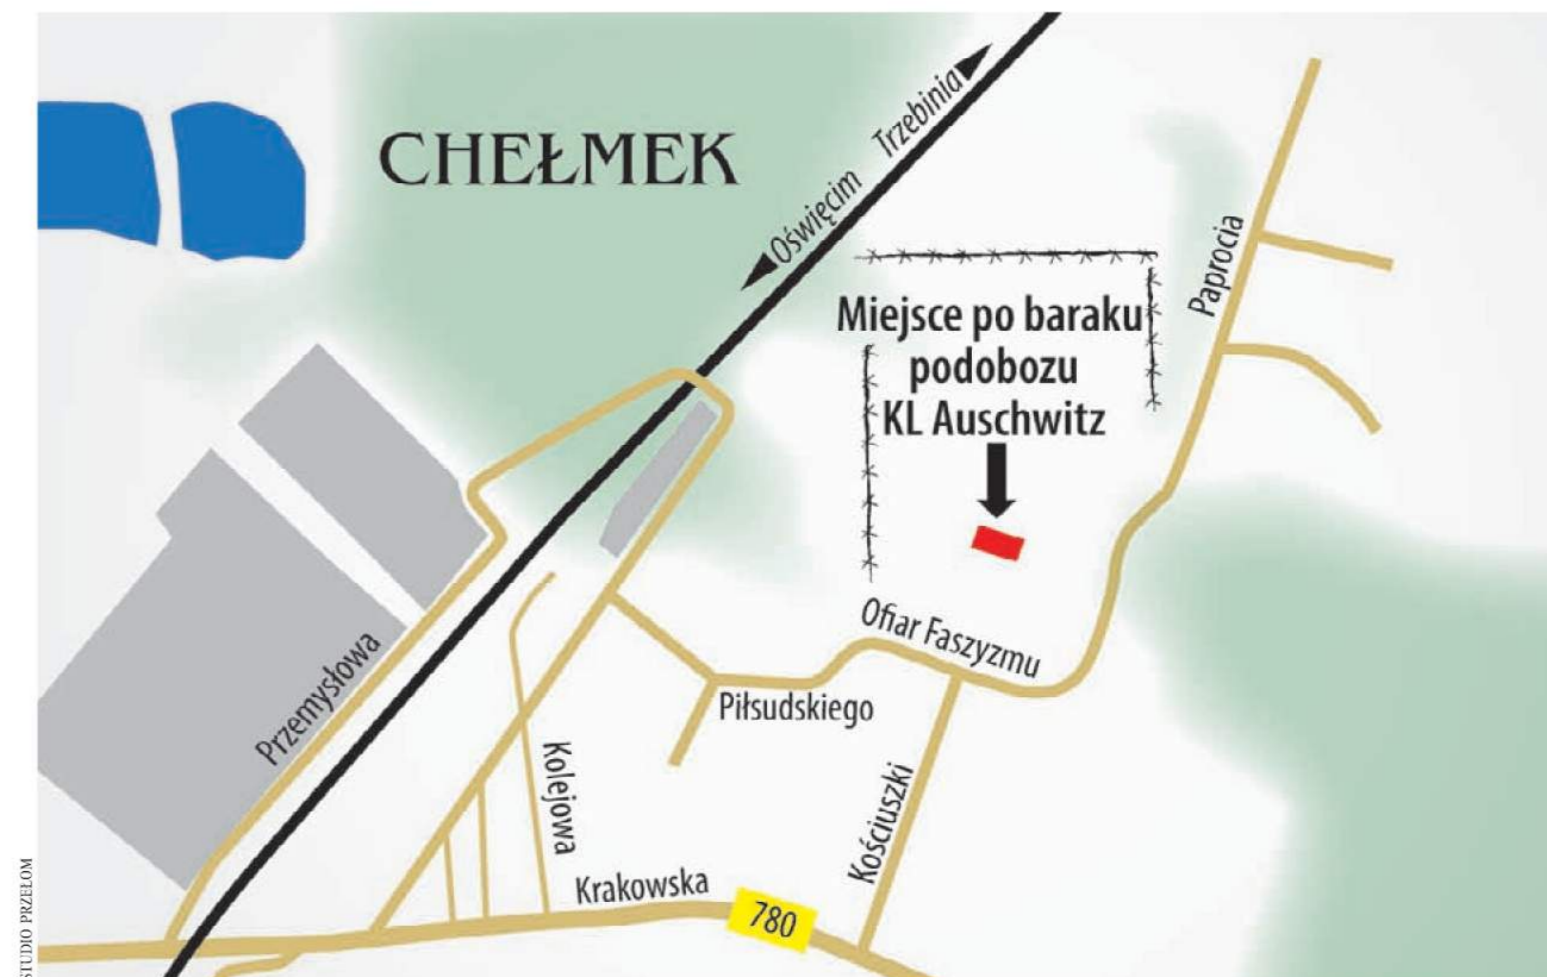 CHEŁMEK
Trzebinia
Oświęcim
Miejsce po baraku
podobozu
KL Auschwitz
Paprocia
Ofiar Faszyzmu
Przemysłowa
Piłsudskiego
Kolejowa
Kościuszki
Krakowska
780
STUDIO PRZEŁOM